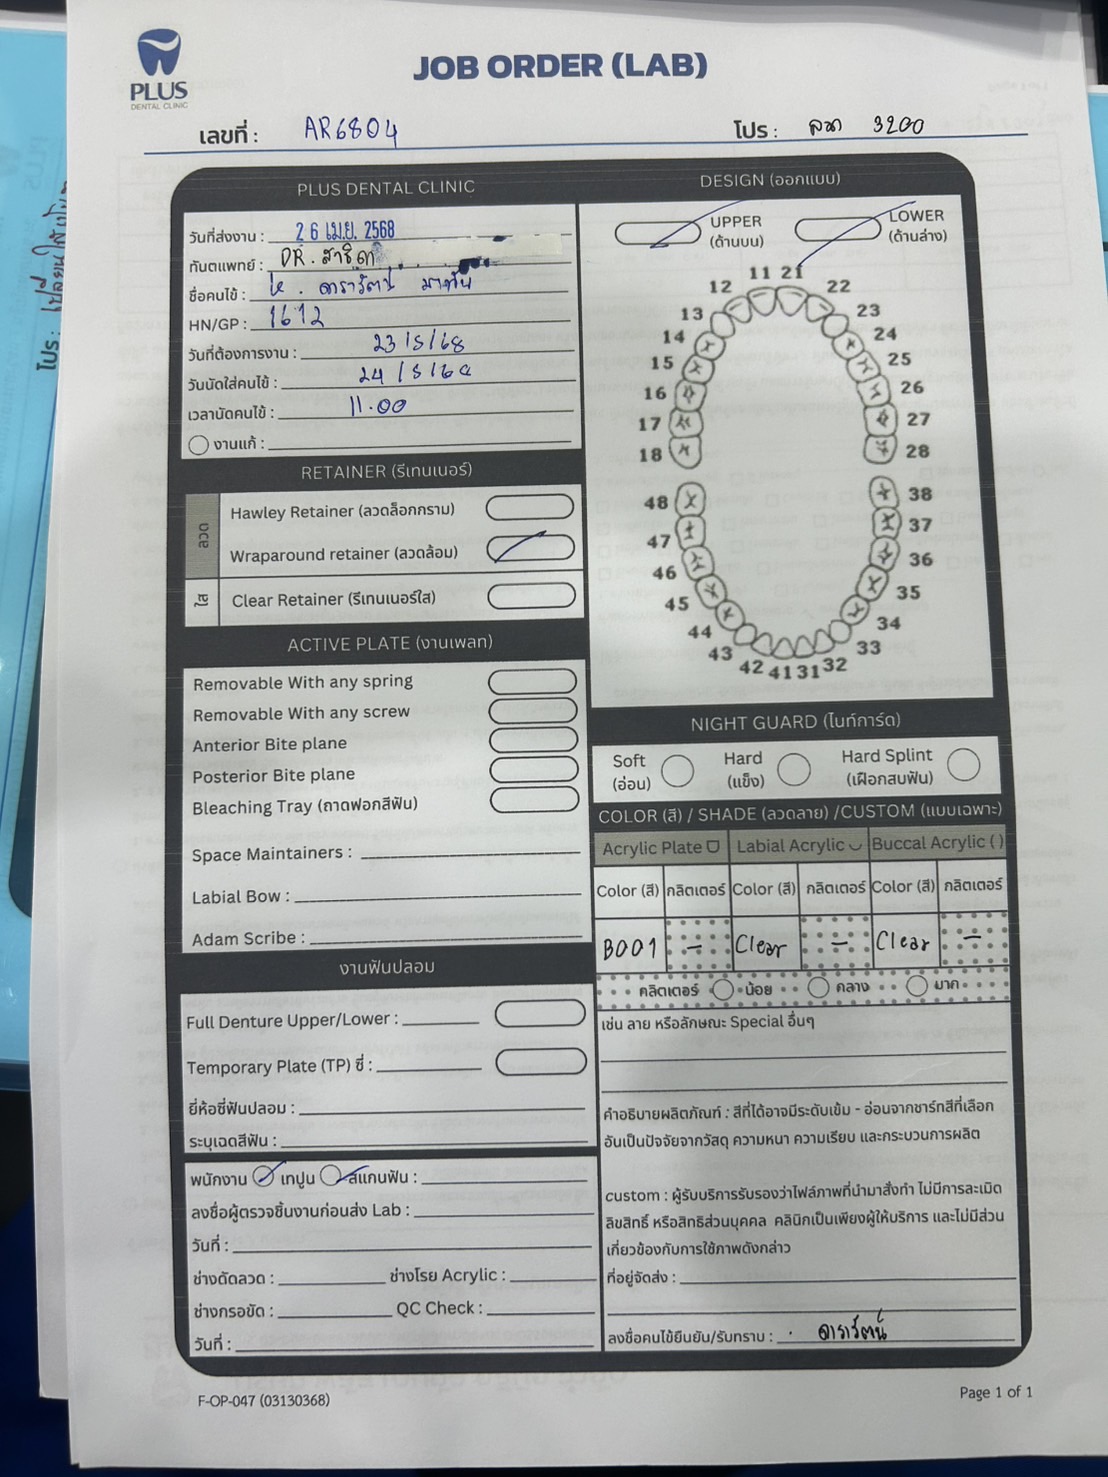 PLUS
DENTAL CLINIC
JOB ORDER (LAB)
เลขที่ : AR6804
โปร : ลวด 3200
PLUS DENTAL CLINIC
วันที่ส่งงาน : 26 เม.ย. 2568
ทันตแพทย์ : DR. สาธิดา
ชื่อคนไข้ : ดารารัตน์
HN/GP : 1612
วันที่ต้องการงาน : 23/5/68
วันนัดใส่คนไข้ : 24/5/68
เวลานัดคนไข้ : 11.00
งานแก้ :
RETAINER (รีเทนเนอร์)
ลวด
Hawley Retainer (ลวดล็อกกราม)
Wraparound retainer (ลวดล้อม)
ใส
Clear Retainer (รีเทนเนอร์ใส)
ACTIVE PLATE (งานเพลท)
Removable With any spring
Removable With any screw
Anterior Bite plane
Posterior Bite plane
Bleaching Tray (ถาดฟอกสีฟัน)
Space Maintainers :
Labial Bow :
Adam Scribe :
งานฟันปลอม
Full Denture Upper/Lower :
Temporary Plate (TP) ซี่ :
ยี่ห้อซี่ฟันปลอม :
ระบุเฉดสีฟัน :
พนักงาน เทปูน สแกนฟัน :
ลงชื่อผู้ตรวจชิ้นงานก่อนส่ง Lab :
วันที่ :
ช่างดัดลวด : ช่างโรย Acrylic :
ช่างกรอขัด : QC Check :
วันที่ :
DESIGN (ออกแบบ)
UPPER
(ด้านบน)
LOWER
(ด้านล่าง)
11 21
12 22
13 23
14 24
15 25
16 26
17 27
18 28
48 38
47 37
46 36
45 35
44 34
43 33
42 41 31 32
NIGHT GUARD (ไนท์การ์ด)
Soft
(อ่อน)
Hard
(แข็ง)
Hard Splint
(เฝือกสบฟัน)
COLOR (สี) / SHADE (ลวดลาย) /CUSTOM (แบบเฉพาะ)
Acrylic Plate Labial Acrylic Buccal Acrylic ( )
Color (สี) กลิตเตอร์ Color (สี) กลิตเตอร์ Color (สี) กลิตเตอร์
B001 - Clear - Clear -
คลิตเตอร์ น้อย กลาง มาก
เช่น ลาย หรือลักษณะ Special อื่นๆ
คำอธิบายผลิตภัณฑ์ : สีที่ได้อาจมีระดับเข้ม - อ่อนจากชาร์ทสีที่เลือก
อันเป็นปัจจัยจากวัสดุ ความหนา ความเรียบ และกระบวนการผลิต
custom : ผู้รับบริการรับรองว่าไฟล์ภาพที่นำมาสั่งทำ ไม่มีการละเมิด
ลิขสิทธิ์ หรือสิทธิส่วนบุคคล คลินิกเป็นเพียงผู้ให้บริการ และไม่มีส่วน
เกี่ยวข้องกับการใช้ภาพดังกล่าว
ที่อยู่จัดส่ง :
ลงชื่อคนไข้ยืนยัน/รับทราบ : ดารารัตน์
F-OP-047 (03130368)
Page 1 of 1
โปร :